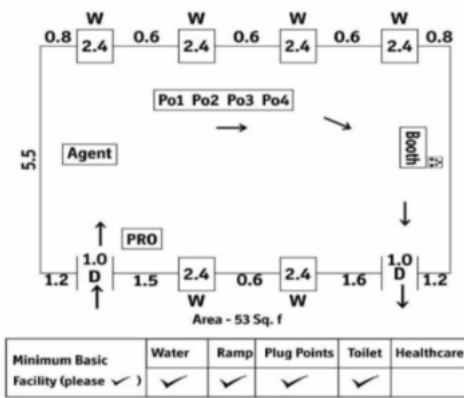 W W W W
0.8 2.4 0.6 2.4 0.6 2.4 0.6 2.4 0.8
Po1 Po2 Po3 Po4
Agent
Booth
5.5
PRO
1.0 1.0
1.2 D 1.5 2.4 0.6 2.4 1.6 D 1.2
W W
Area - 53 Sq. f
Minimum Basic Facility (please ✓ ) Water Ramp Plug Points Toilet Healthcare
✓ ✓ ✓ ✓